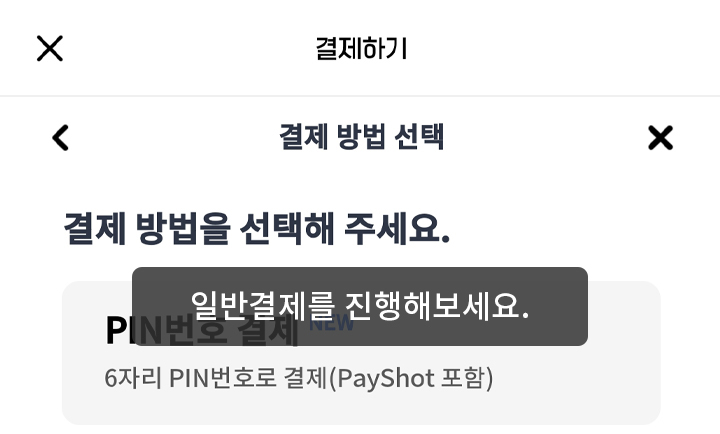 결제하기
결제 방법 선택
결제 방법을 선택해 주세요.
일반결제를 진행해보세요.
PIN번호 결제 NEW
6자리 PIN번호로 결제(PayShot 포함)